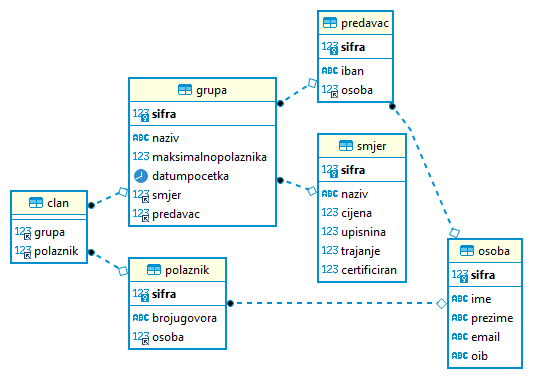 predavac
123 sifra
ABC iban
123 osoba
grupa
123 sifra
ABC naziv
123 maksimalnopolaznika
datumpocetka
123 smjer
123 predavac
smjer
123 sifra
ABC naziv
123 cijena
123 upisnina
123 trajanje
123 certificiran
clan
123 grupa
123 polaznik
polaznik
123 sifra
ABC brojugovora
123 osoba
osoba
123 sifra
ABC ime
ABC prezime
ABC email
ABC oib